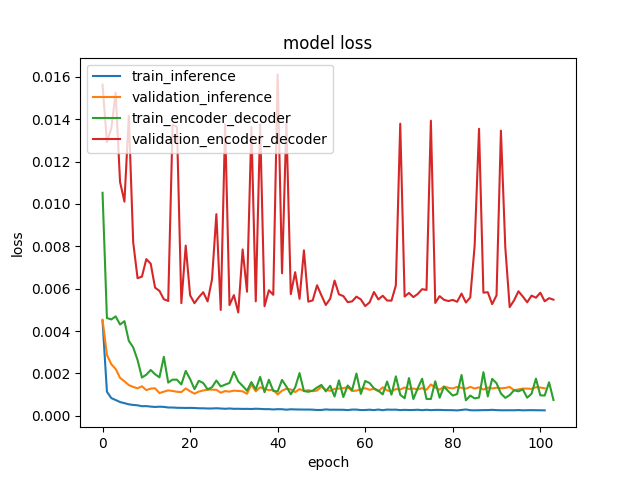 model loss
train_inference
validation_inference
train_encoder_decoder
validation_encoder_decoder
0.016
0.014
0.012
0.010
0.008
0.006
0.004
0.002
0.000
loss
0
20
40
60
80
100
epoch